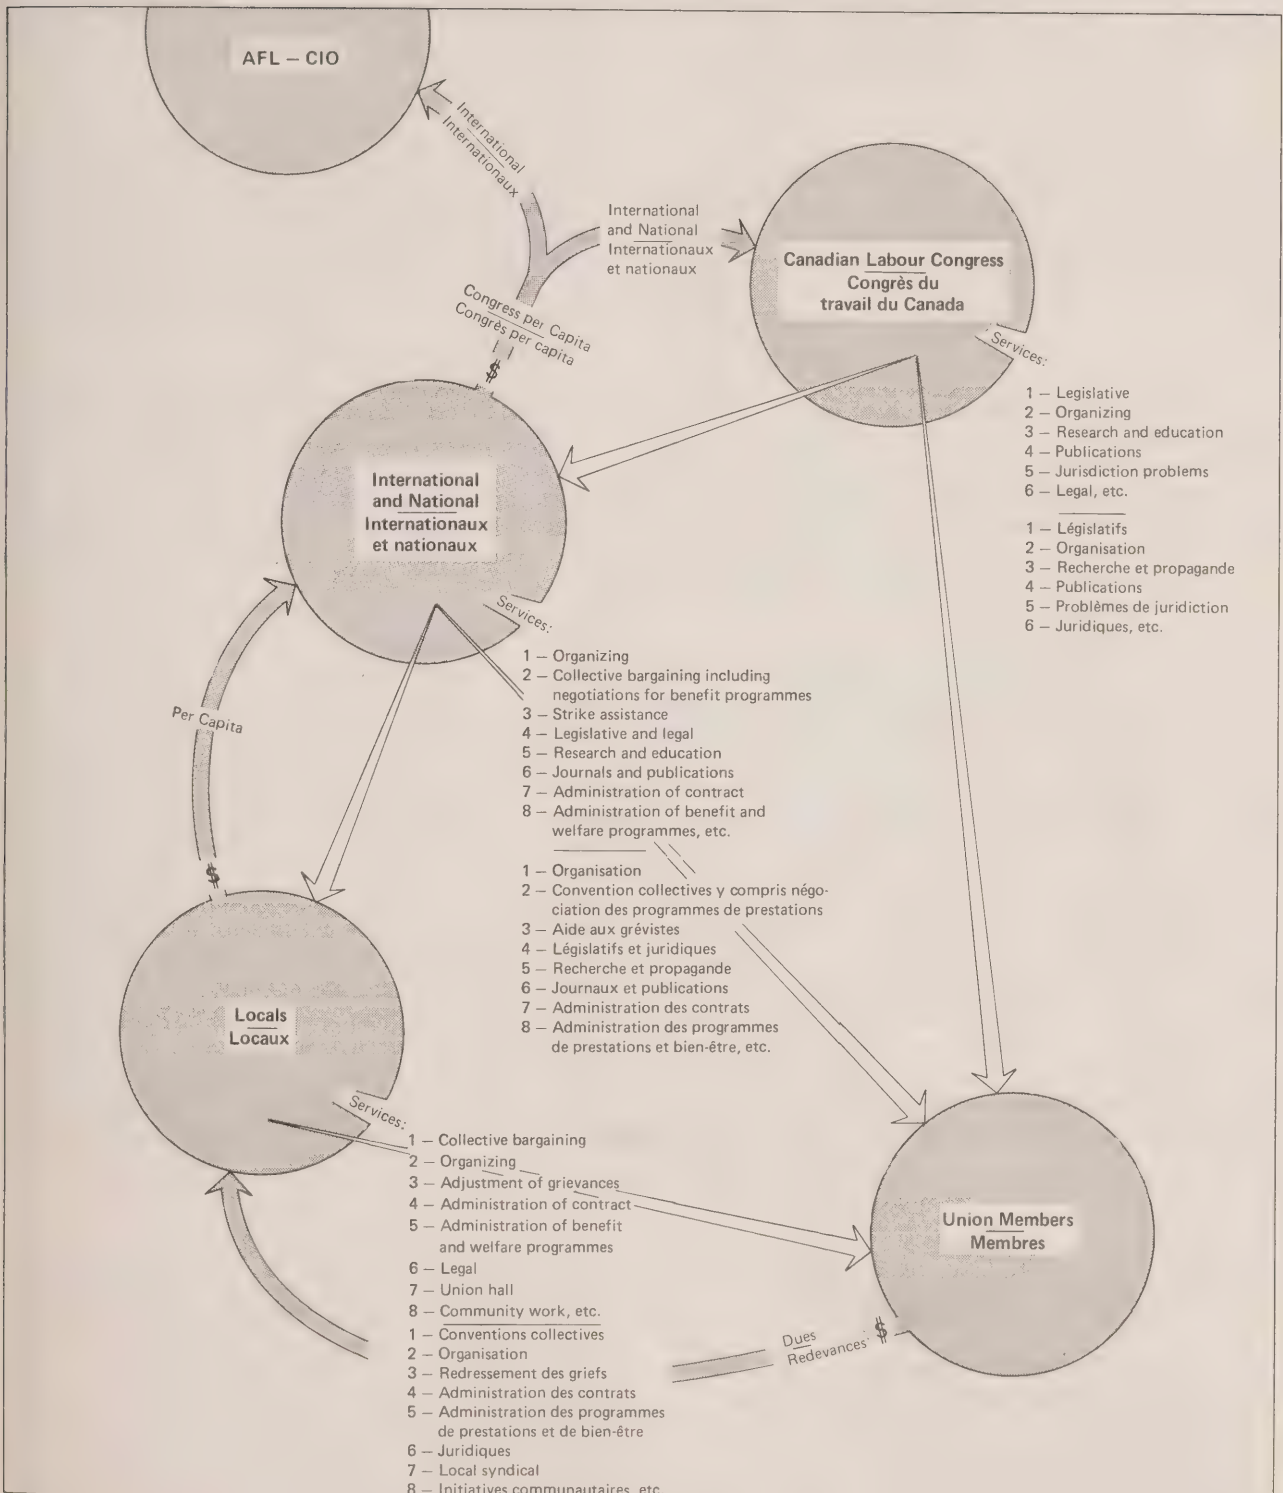 AFL – CIO
International
Internationaux
International
and National
Internationaux
et nationaux
Canadian Labour Congress
Congrès du
travail du Canada
Services:
1 – Legislative
2 – Organizing
3 – Research and education
4 – Publications
5 – Jurisdiction problems
6 – Legal, etc.
1 – Législatifs
2 – Organisation
3 – Recherche et propagande
4 – Publications
5 – Problèmes de juridiction
6 – Juridiques, etc.
Congress per Capita
Congrès per capita
$
International
and National
Internationaux
et nationaux
Services:
1 – Organizing
2 – Collective bargaining including
negotiations for benefit programmes
3 – Strike assistance
4 – Legislative and legal
5 – Research and education
6 – Journals and publications
7 – Administration of contract
8 – Administration of benefit and
welfare programmes, etc.
1 – Organisation
2 – Convention collectives y compris négo-
ciation des programmes de prestations
3 – Aide aux grévistes
4 – Législatifs et juridiques
5 – Recherche et propagande
6 – Journaux et publications
7 – Administration des contrats
8 – Administration des programmes
de prestations et bien-être, etc.
Per Capita
$
Locals
Locaux
Services:
1 – Collective bargaining
2 – Organizing
3 – Adjustment of grievances
4 – Administration of contract
5 – Administration of benefit
and welfare programmes
6 – Legal
7 – Union hall
8 – Community work, etc.
1 – Conventions collectives
2 – Organisation
3 – Redressement des griefs
4 – Administration des contrats
5 – Administration des programmes
de prestations et de bien-être
6 – Juridiques
7 – Local syndical
8 – Initiatives communautaires, etc.
Union Members
Membres
Dues
Redevances
$